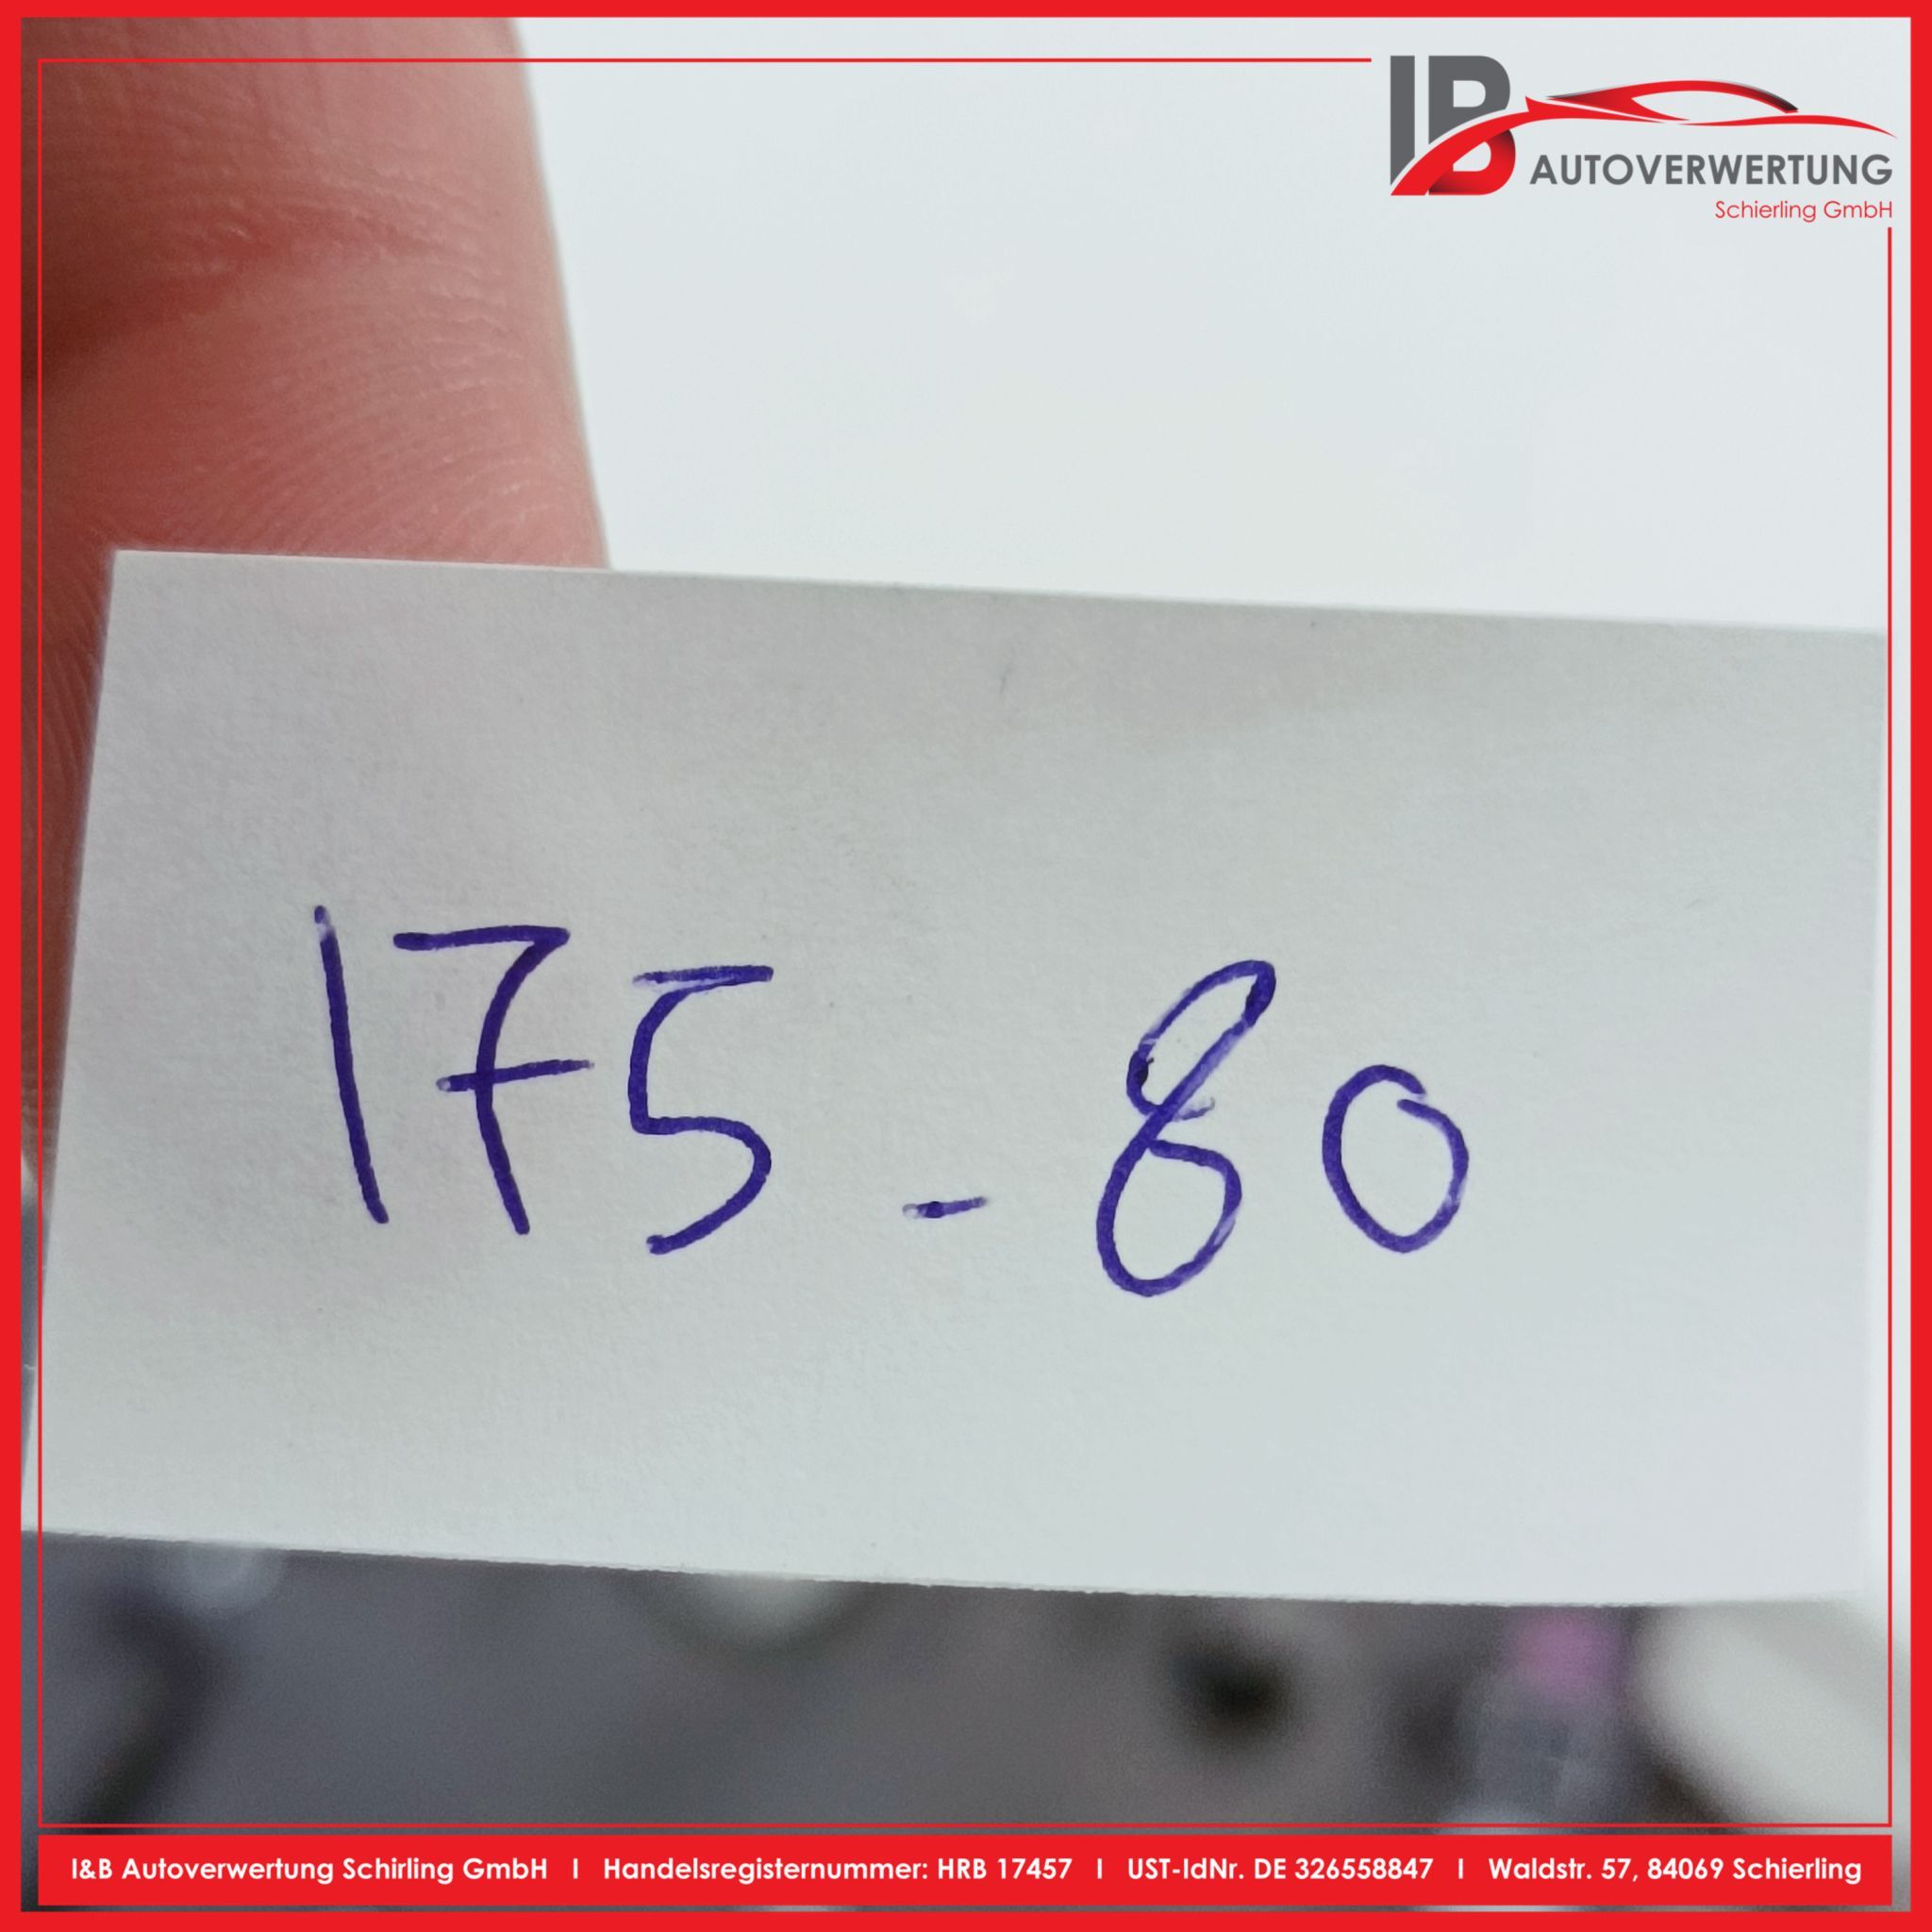 IB
AUTOVERWERTUNG
Schierling GmbH
175-80
I&B Autoverwertung Schirling GmbH I Handelsregisternummer: HRB 17457 I UST-IdNr. DE 326558847 I Waldstr. 57, 84069 Schierling